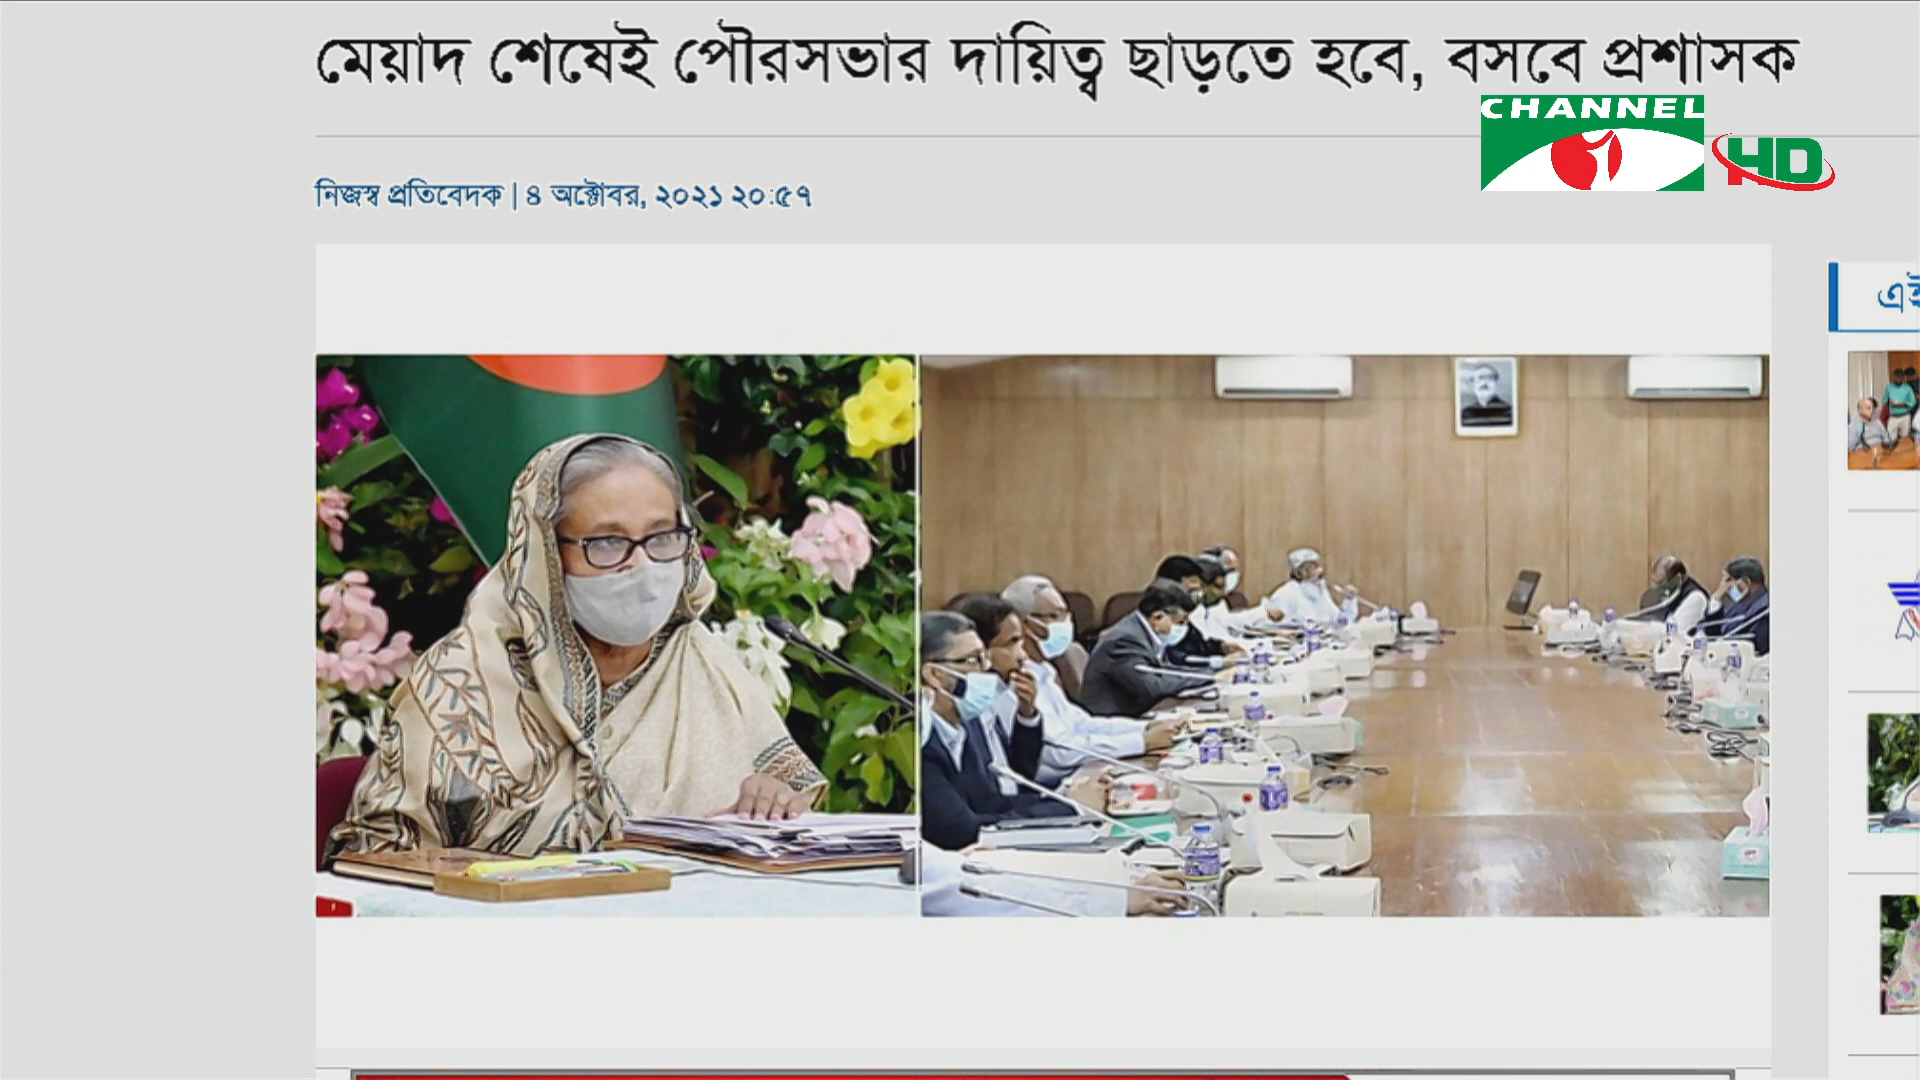 মেয়াদ শেষেই পৌরসভার দায়িত্ব ছাড়তে হবে, বসবে প্রশাসক
CHANNEL
HD
নিজস্ব প্রতিবেদক | ৪ অক্টোবর, ২০২১ ২০:৫৭